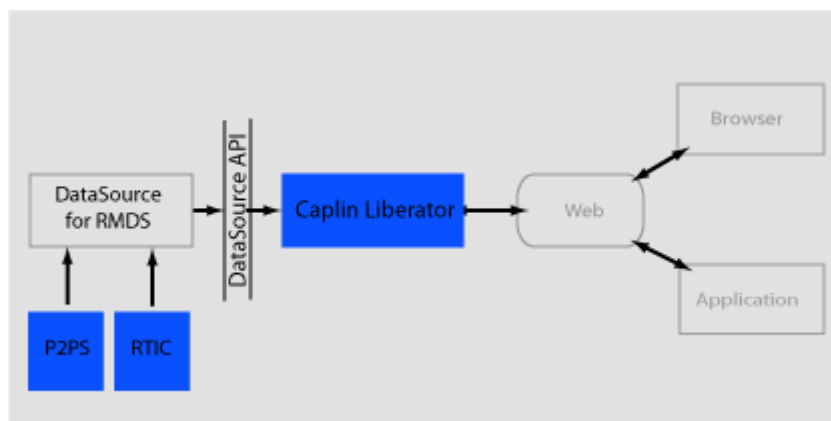 DataSource
for RMDS
P2PS
RTIC
DataSource API
Caplin Liberator
Web
Browser
Application